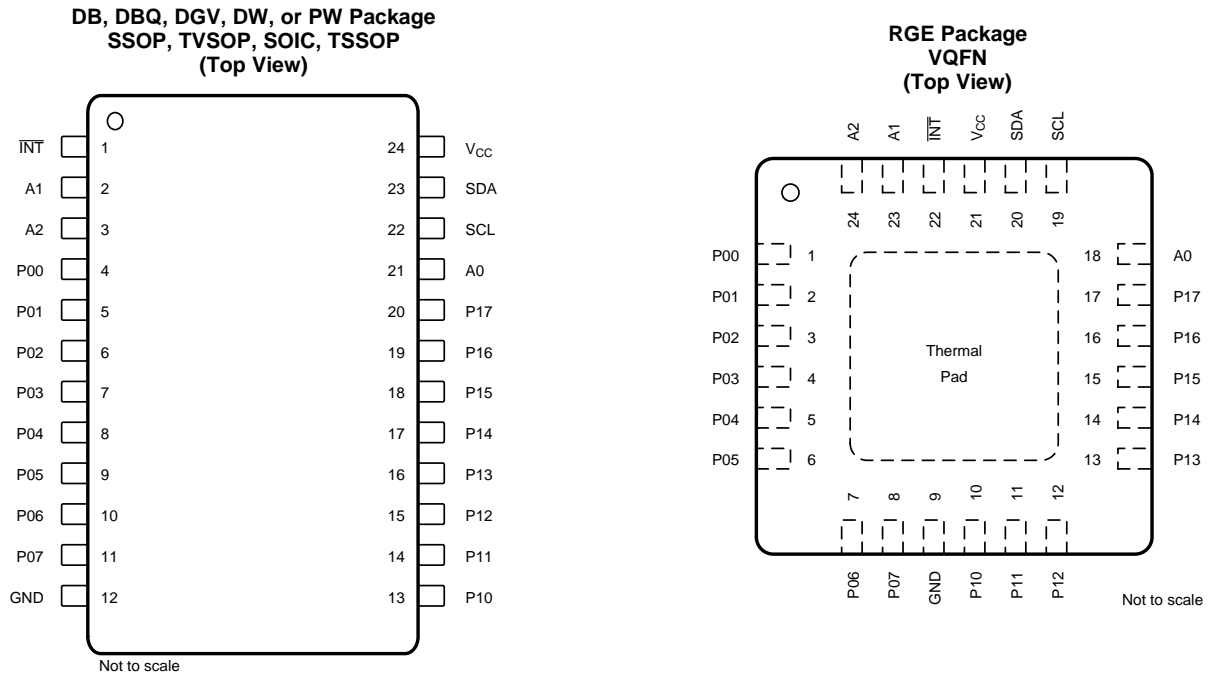 DB, DBQ, DGV, DW, or PW Package
SSOP, TVSOP, SOIC, TSSOP
(Top View)
INT 1 24 VCC
A1 2 23 SDA
A2 3 22 SCL
P00 4 21 A0
P01 5 20 P17
P02 6 19 P16
P03 7 18 P15
P04 8 17 P14
P05 9 16 P13
P06 10 15 P12
P07 11 14 P11
GND 12 13 P10
Not to scale
RGE Package
VQFN
(Top View)
A2 A1 INT VCC SDA SCL
24 23 22 21 20 19
P00 1 18 A0
P01 2 17 P17
P02 3 16 P16
Thermal
Pad
P03 4 15 P15
P04 5 14 P14
P05 6 13 P13
7 8 9 10 11 12
P06 P07 GND P10 P11 P12
Not to scale